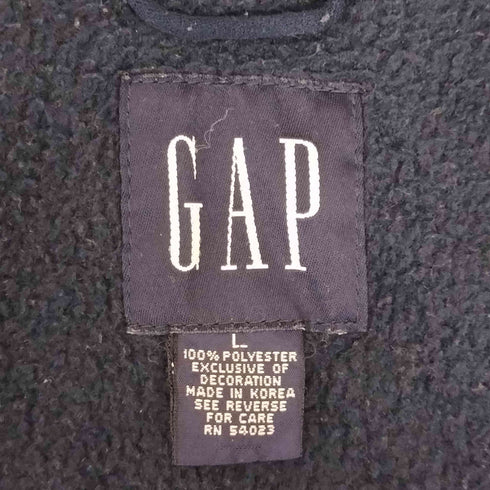 GAP
L
100% POLYESTER
EXCLUSIVE OF
DECORATION
MADE IN KOREA
SEE REVERSE
FOR CARE
RN 54023